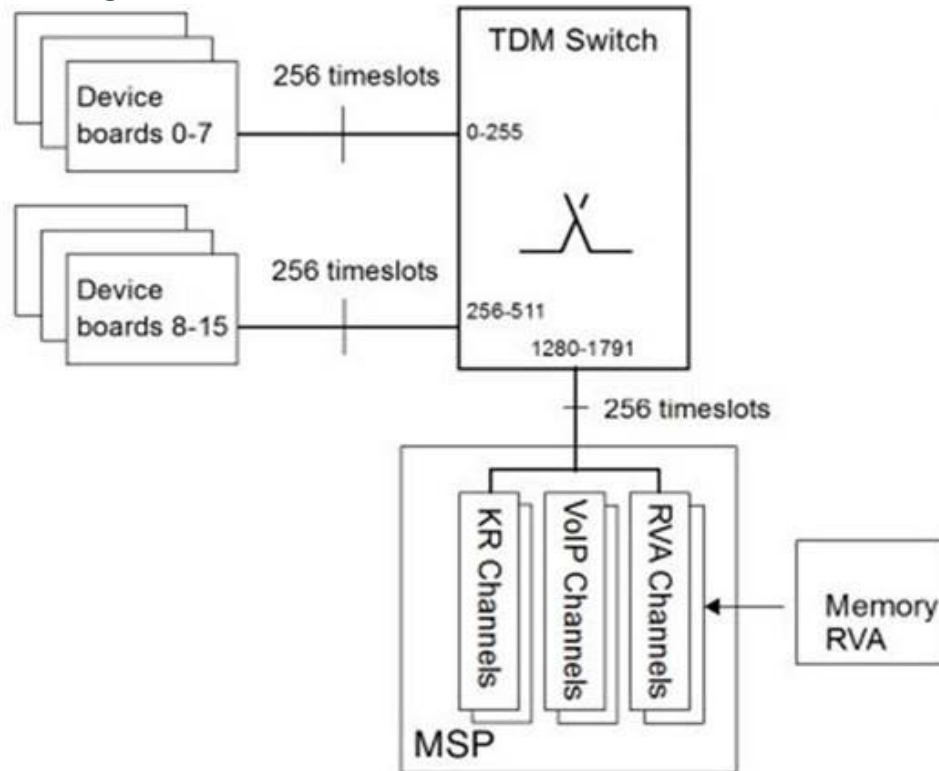 TDM Switch
256 timeslots
Device
boards 0-7
0-255
256 timeslots
Device
boards 8-15
256-511
1280-1791
256 timeslots
KR Channels
VoIP Channels
RVA Channels
Memory
RVA
MSP